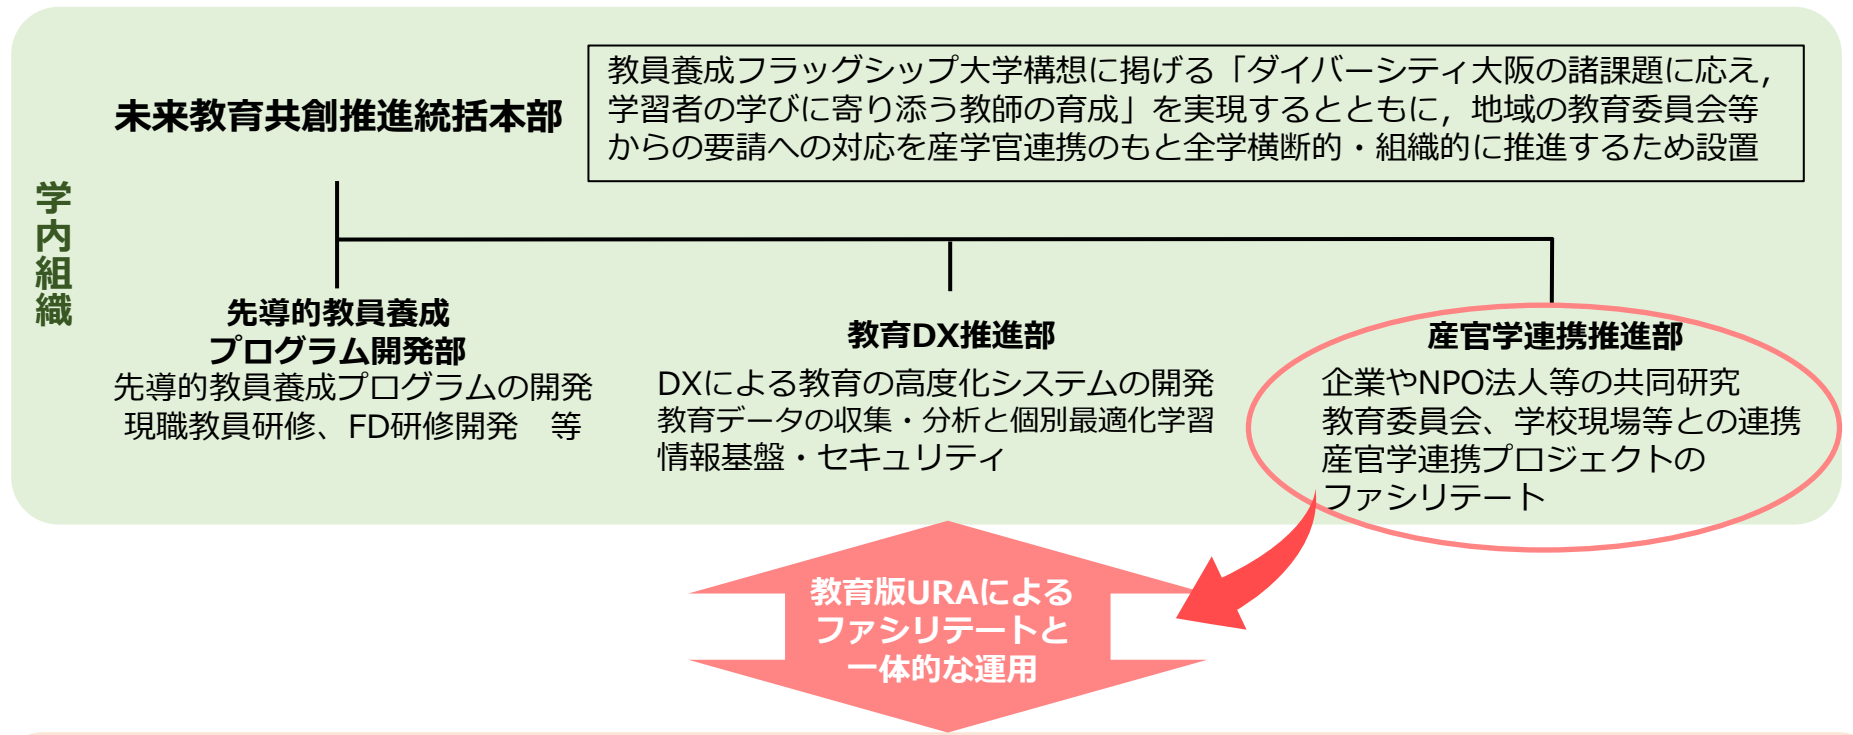 未来教育共創推進統括本部
教員養成フラッグシップ大学構想に掲げる「ダイバーシティ大阪の諸課題に応え，
学習者の学びに寄り添う教師の育成」を実現するとともに，地域の教育委員会等
からの要請への対応を産学官連携のもと全学横断的・組織的に推進するため設置
学内組織
先導的教員養成
プログラム開発部
先導的教員養成プログラムの開発
現職教員研修、FD研修開発　等
教育DX推進部
DXによる教育の高度化システムの開発
教育データの収集・分析と個別最適化学習
情報基盤・セキュリティ
産官学連携推進部
企業やNPO法人等の共同研究
教育委員会、学校現場等との連携
産官学連携プロジェクトの
ファシリテート
教育版URAによる
ファシリテートと
一体的な運用